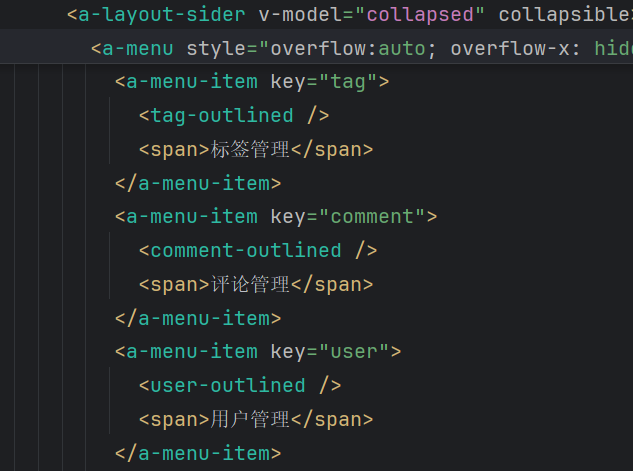 <a-layout-sider v-model="collapsed" collapsible>
<a-menu style="overflow:auto; overflow-x: hid
<a-menu-item key="tag">
<tag-outlined />
<span>标签管理</span>
</a-menu-item>
<a-menu-item key="comment">
<comment-outlined />
<span>评论管理</span>
</a-menu-item>
<a-menu-item key="user">
<user-outlined />
<span>用户管理</span>
</a-menu-item>